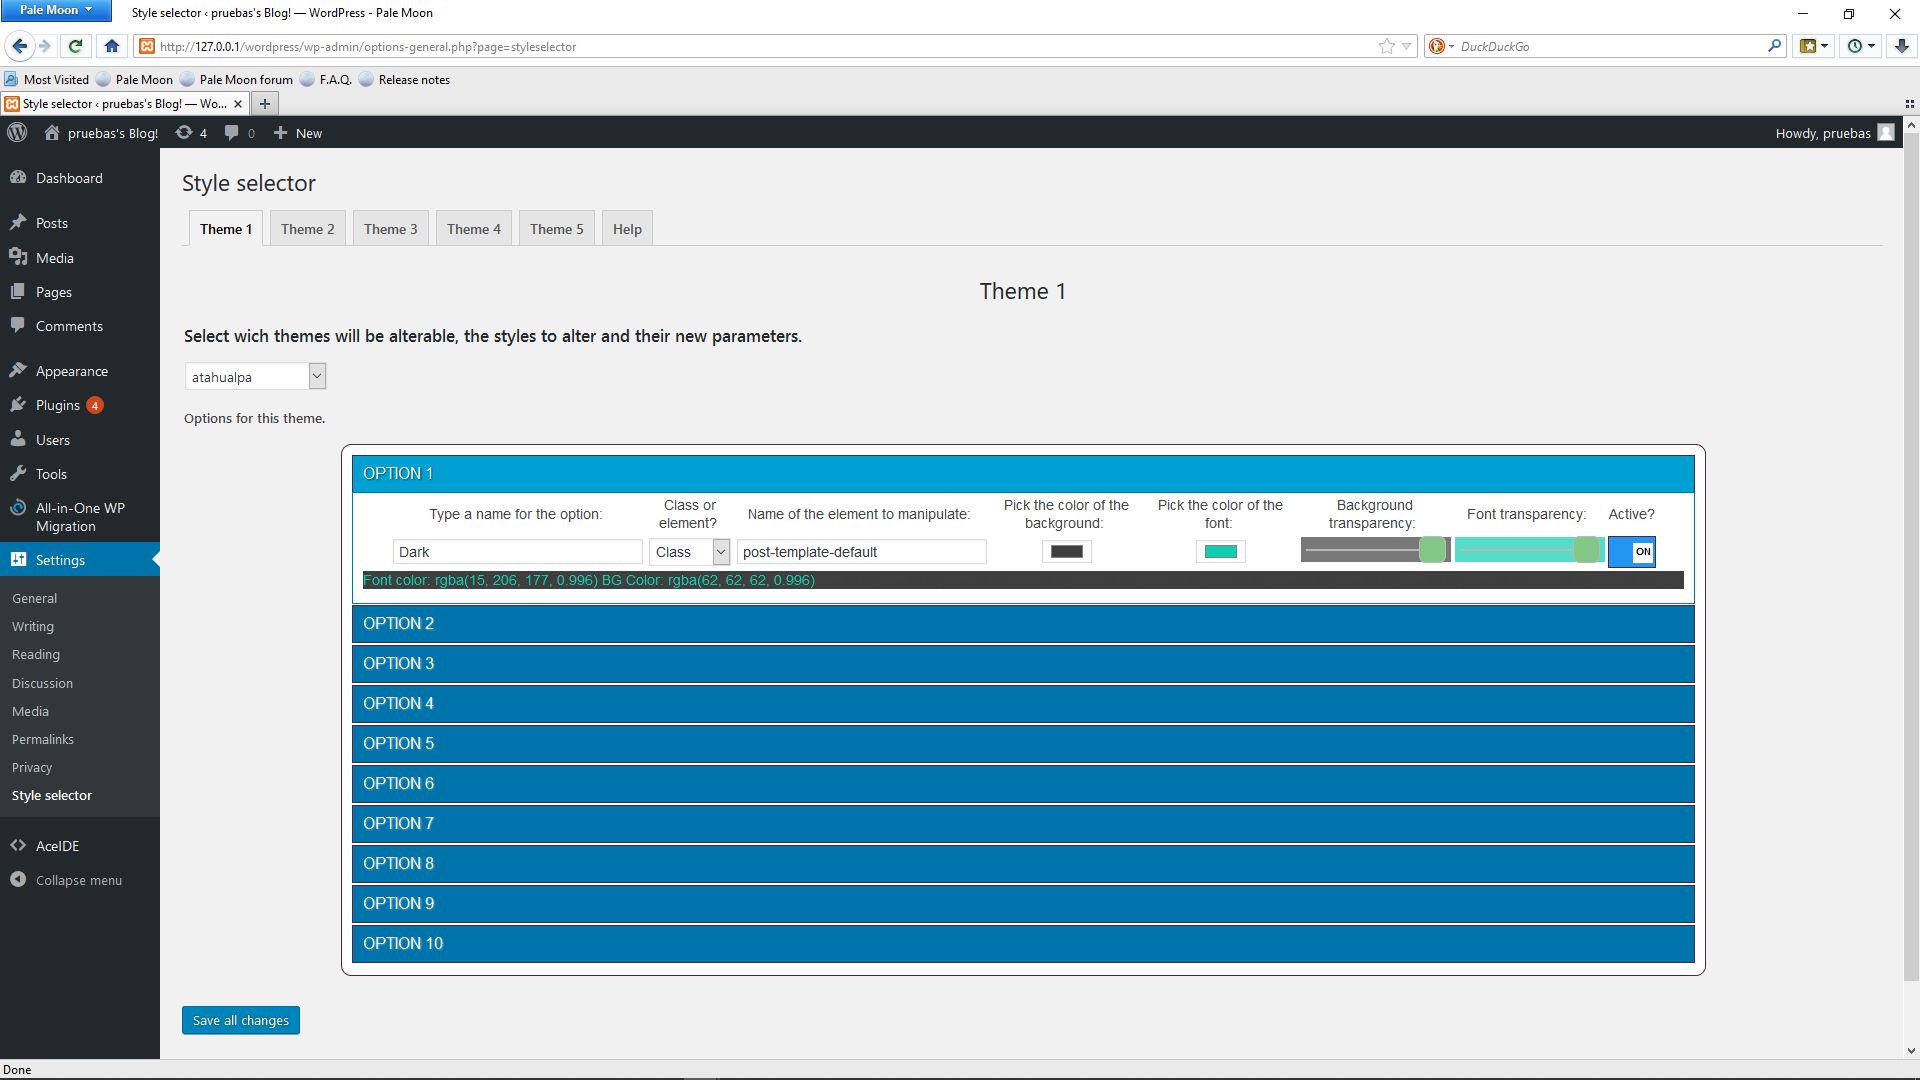 Pale Moon
Style selector ‹ pruebas's Blog! — WordPress - Pale Moon
http://127.0.0.1/wordpress/wp-admin/options-general.php?page=styleselector
DuckDuckGo
Most Visited Pale Moon Pale Moon forum F.A.Q. Release notes
Style selector ‹ pruebas's Blog! — Wo...
pruebas's Blog! 4 0 New
Howdy, pruebas
Dashboard
Posts
Media
Pages
Comments
Appearance
Plugins 4
Users
Tools
All-in-One WP
Migration
Settings
General
Writing
Reading
Discussion
Media
Permalinks
Privacy
Style selector
AceIDE
Collapse menu
Style selector
Theme 1 Theme 2 Theme 3 Theme 4 Theme 5 Help
Theme 1
Select wich themes will be alterable, the styles to alter and their new parameters.
atahualpa
Options for this theme.
OPTION 1
Type a name for the option:
Class or
element?
Name of the element to manipulate:
Pick the color of the
background:
Pick the color of the
font:
Background
transparency:
Font transparency:
Active?
Dark
Class
post-template-default
ON
Font color: rgba(15, 206, 177, 0.996) BG Color: rgba(62, 62, 62, 0.996)
OPTION 2
OPTION 3
OPTION 4
OPTION 5
OPTION 6
OPTION 7
OPTION 8
OPTION 9
OPTION 10
Save all changes
Done